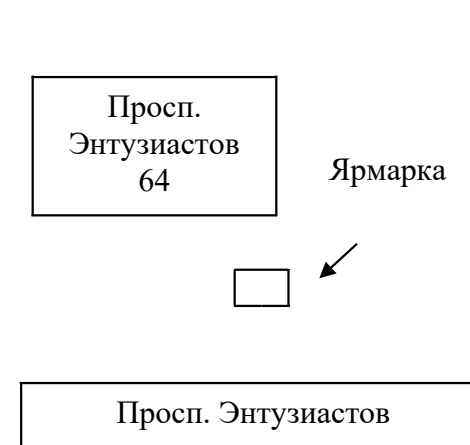 Просп.
Энтузиастов
64
Ярмарка
Просп. Энтузиастов